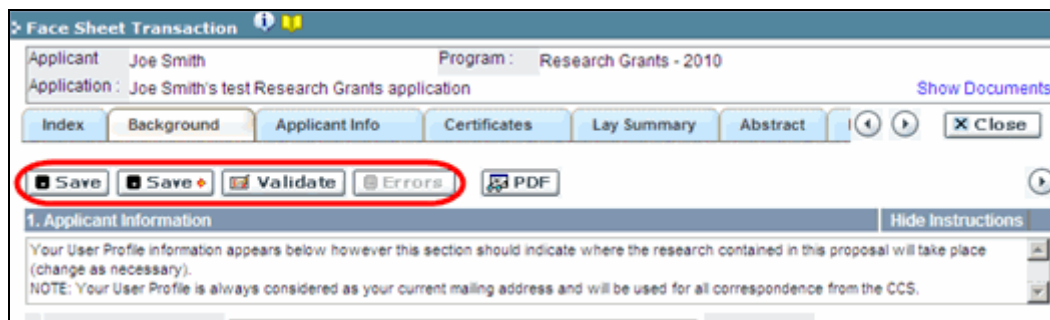 Face Sheet Transaction
Applicant Joe Smith Program : Research Grants - 2010
Application : Joe Smith's test Research Grants application Show Documents
Index Background Applicant Info Certificates Lay Summary Abstract Close
Save Save Validate Errors PDF
1. Applicant Information Hide Instructions
Your User Profile information appears below however this section should indicate where the research contained in this proposal will take place
(change as necessary).
NOTE: Your User Profile is always considered as your current mailing address and will be used for all correspondence from the CCS.